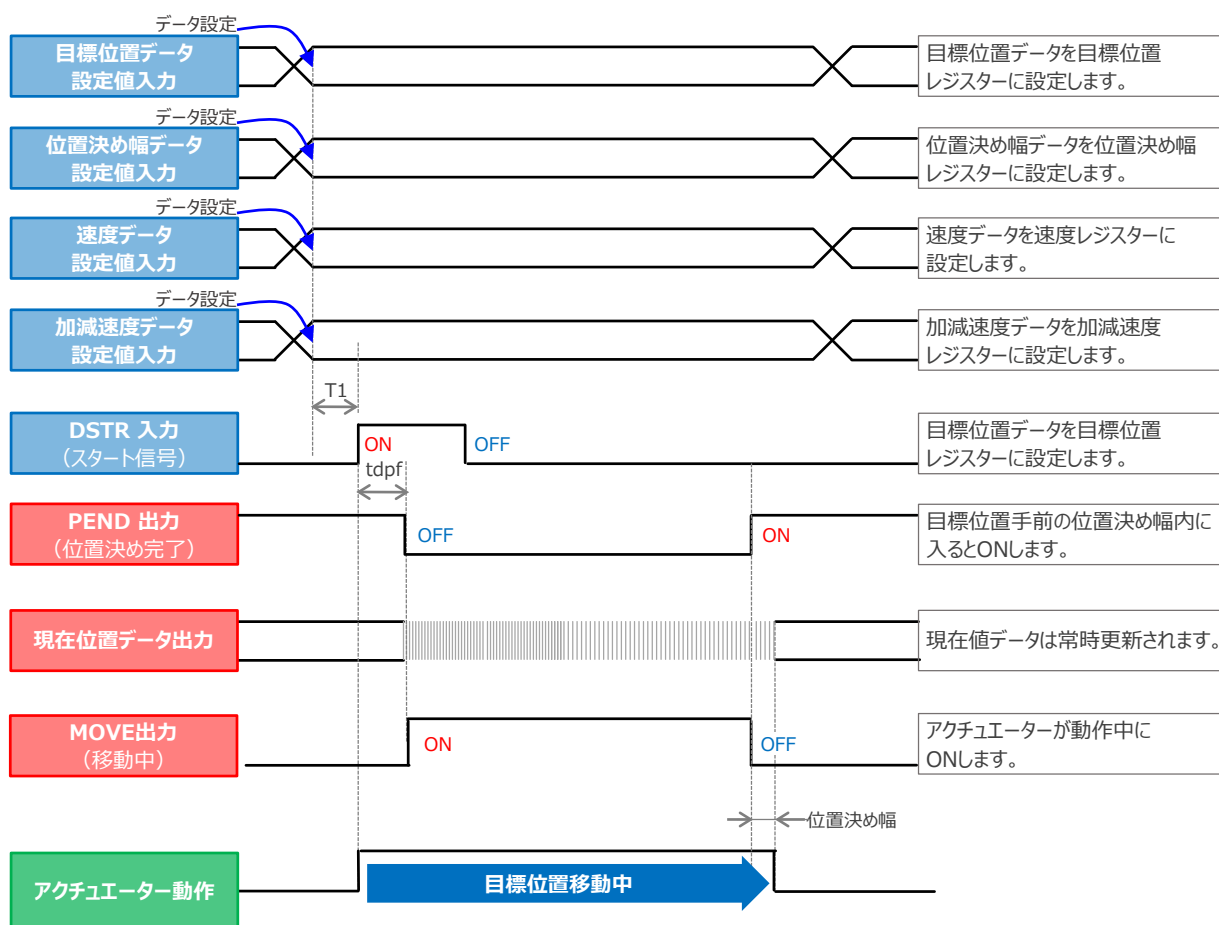 データ設定
目標位置データ
設定値入力
目標位置データを目標位置
レジスターに設定します。
データ設定
位置決め幅データ
設定値入力
位置決め幅データを位置決め幅
レジスターに設定します。
データ設定
速度データ
設定値入力
速度データを速度レジスターに
設定します。
データ設定
加減速度データ
設定値入力
加減速度データを加減速度
レジスターに設定します。
T1
DSTR 入力
(スタート信号)
ON
OFF
tdpf
目標位置データを目標位置
レジスターに設定します。
PEND 出力
(位置決め完了)
OFF
ON
目標位置手前の位置決め幅内に
入るとONします。
現在位置データ出力
現在値データは常時更新されます。
MOVE出力
(移動中)
ON
OFF
アクチュエーターが動作中に
ONします。
位置決め幅
アクチュエーター動作
目標位置移動中